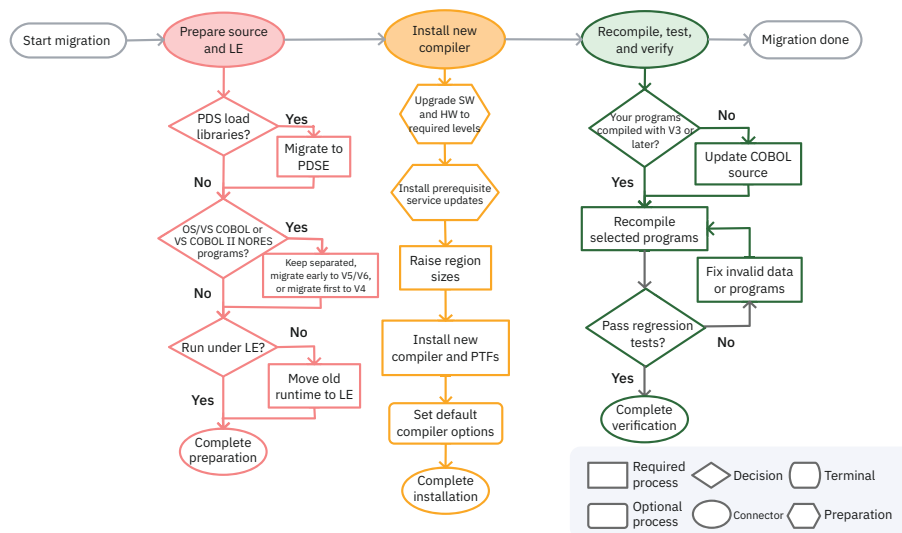 Start migration
Prepare source
and LE
Install new
compiler
Recompile, test,
and verify
Migration done
PDS load
libraries?
Yes
Migrate to
PDSE
No
OS/VS COBOL or
VS COBOL II NORES
programs?
Yes
Keep separated,
migrate early to V5/V6,
or migrate first to V4
No
Run under LE?
No
Move old
runtime to LE
Yes
Complete
preparation
Upgrade SW
and HW to
required levels
Install prerequisite
service updates
Raise region
sizes
Install new
compiler and PTFs
Set default
compiler options
Complete
installation
Your programs
compiled with V3 or
later?
No
Update COBOL
source
Yes
Recompile
selected programs
Fix invalid data
or programs
Pass regression
tests?
No
Yes
Complete
verification
Required
process
Decision
Terminal
Optional
process
Connector
Preparation